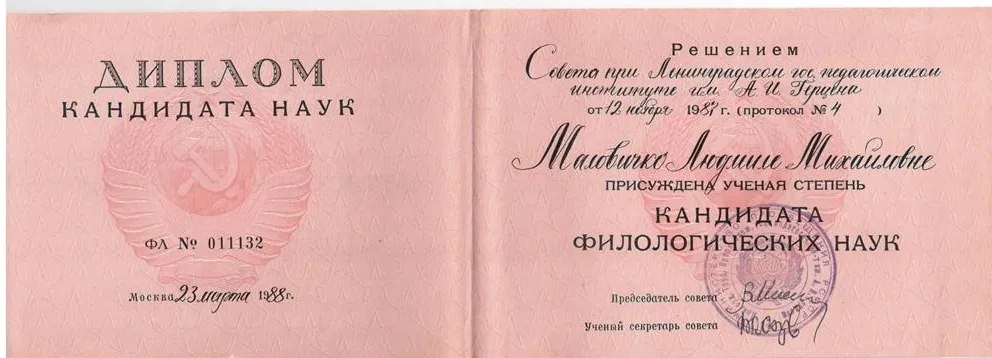 ДИПЛОМ
КАНДИДАТА НАУК
ФЛ № 011132
Москва 23 марта 1988 г.
Решением
Совета при Ленинградском гос. педагогическом
институте им. А. И. Герцена
от 12 ноября 1987 г. (протокол № 4 )
Маловичко Людмиле Михайловне
ПРИСУЖДЕНА УЧЕНАЯ СТЕПЕНЬ
КАНДИДАТА
ФИЛОЛОГИЧЕСКИХ НАУК
Председатель совета
Ученый секретарь совета